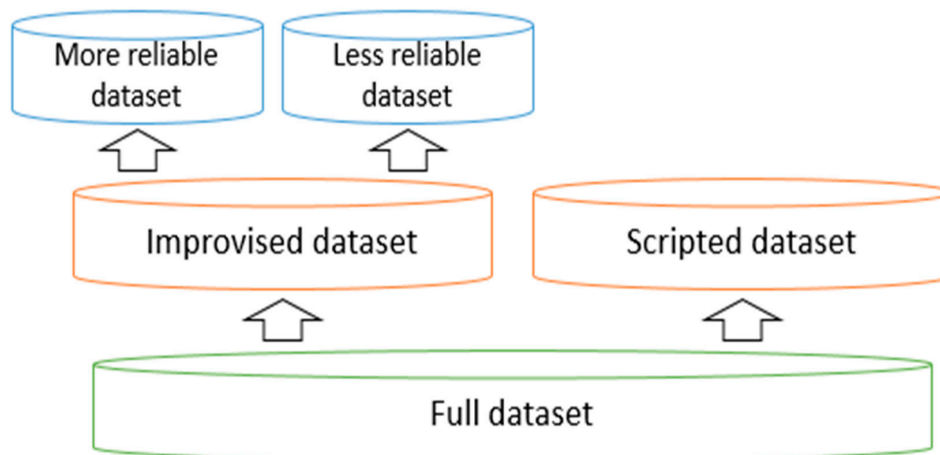 More reliable
dataset
Less reliable
dataset
Improvised dataset
Scripted dataset
Full dataset